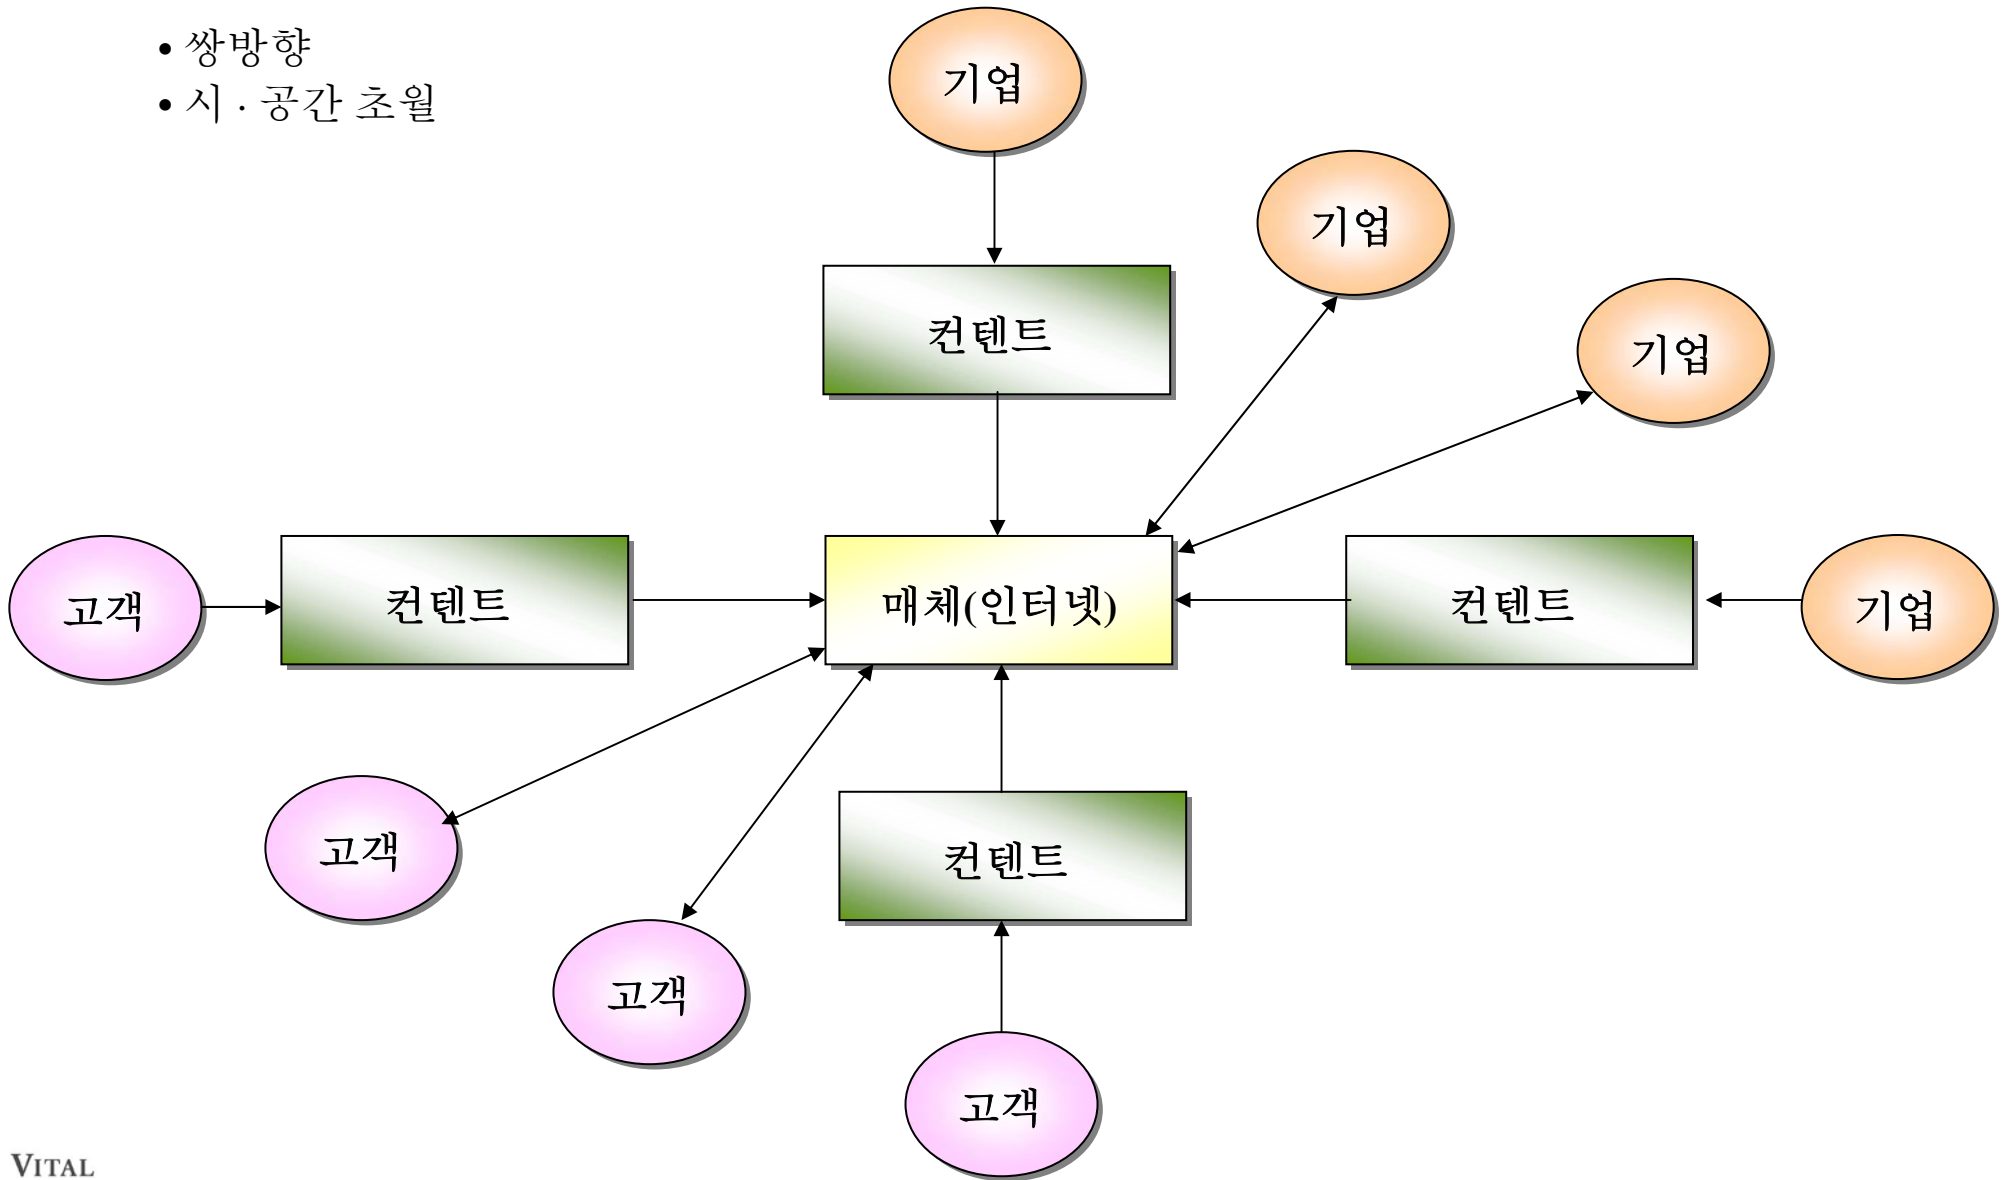 • 쌍방향
• 시 · 공간 초월
기업
기업
기업
컨텐트
고객
컨텐트
매체(인터넷)
컨텐트
기업
고객
컨텐트
고객
고객
VITAL